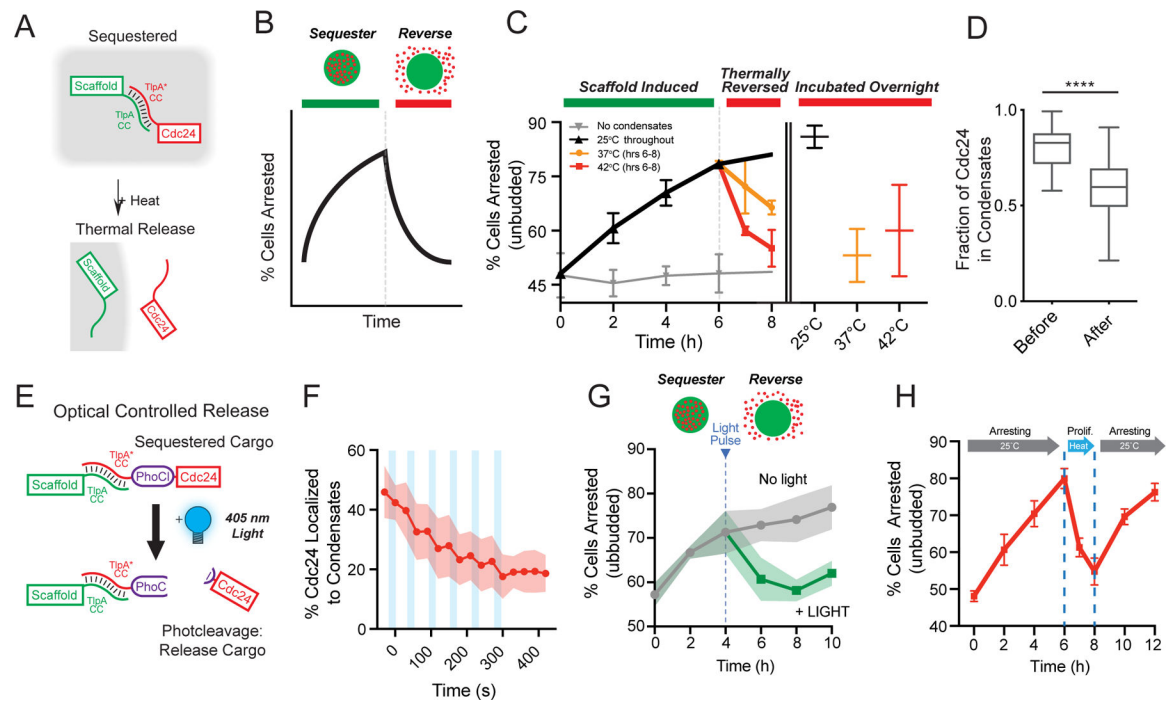 A
Sequestered
Scaffold
TlpA*
CC
TlpA
CC
Cdc24
+ Heat
Thermal Release
Scaffold
Cdc24
B
Sequester
Reverse
% Cells Arrested
Time
C
Scaffold Induced
Thermally
Reversed
Incubated Overnight
No condensates
25°C throughout
37°C (hrs 6-8)
42°C (hrs 6-8)
% Cells Arrested
(unbudded)
90
75
60
45
0
2
4
6
8
Time (h)
25°C
37°C
42°C
D
****
Fraction of Cdc24
in Condensates
1.0
0.5
0.0
Before
After
E
Optical Controlled Release
Sequestered Cargo
TlpA*
CC
Scaffold
TlpA
CC
PhoCl
Cdc24
+
405 nm
Light
TlpA*
CC
Scaffold
TlpA
CC
PhoC
Cdc24
Photcleavage:
Release Cargo
F
% Cdc24 Localized
to Condensates
80
60
40
20
0
0
100
200
300
400
Time (s)
G
Sequester
Reverse
Light
Pulse
No light
+ LIGHT
% Cells Arrested
(ubbudded)
90
80
70
60
50
0
2
4
6
8
10
Time (h)
H
Arresting
Prolif.
Arresting
25°C
Heat
25°C
% Cells Arrested
(unbudded)
90
80
70
60
50
40
0
2
4
6
8
10
12
Time (h)